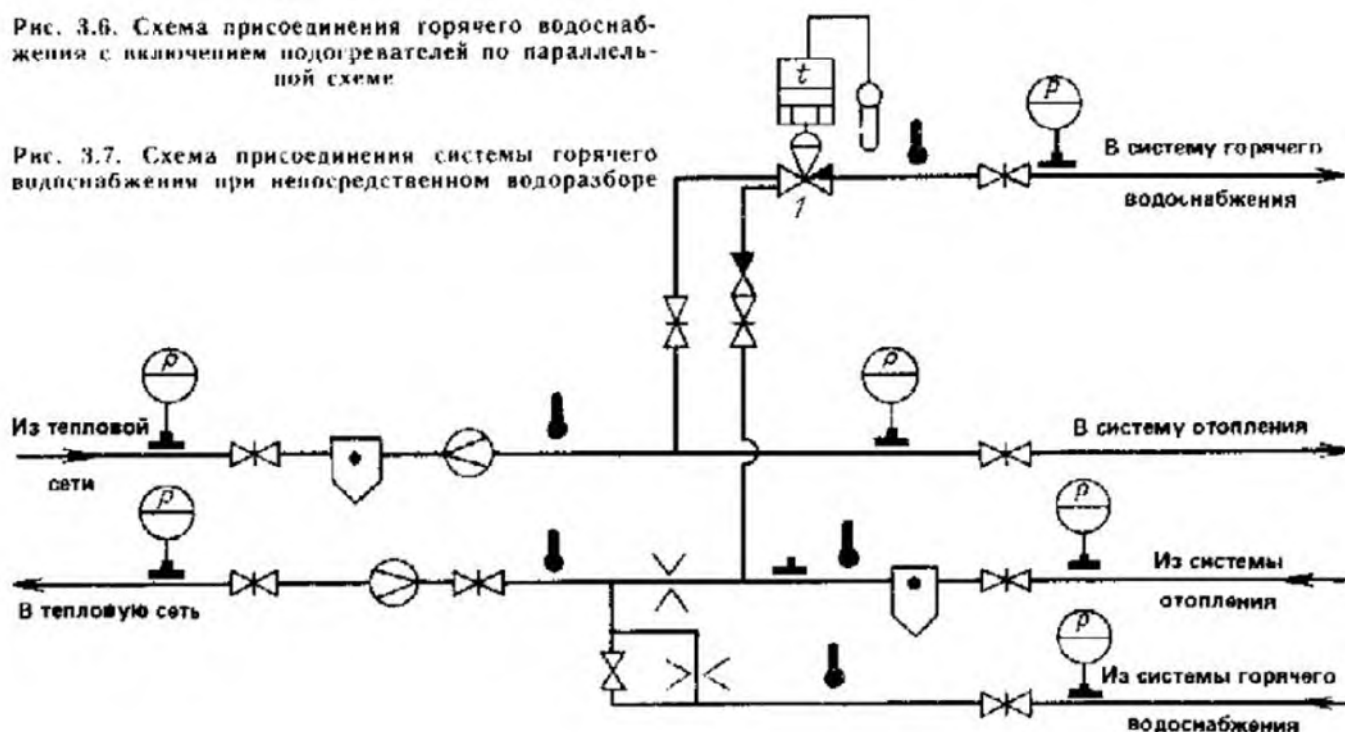 Рис. 3.6. Схема присоединения горячего водоснаб-
жения с включением подогревателей по параллель-
ной схеме
Рис. 3.7. Схема присоединения системы горячего
водоснабжения при непосредственном водоразборе
t
P
В систему горячего
водоснабжения
1
P
P
Из тепловой
сети
В систему отопления
P
P
В тепловую сеть
Из системы
отопления
P
Из системы горячего
водоснабжения